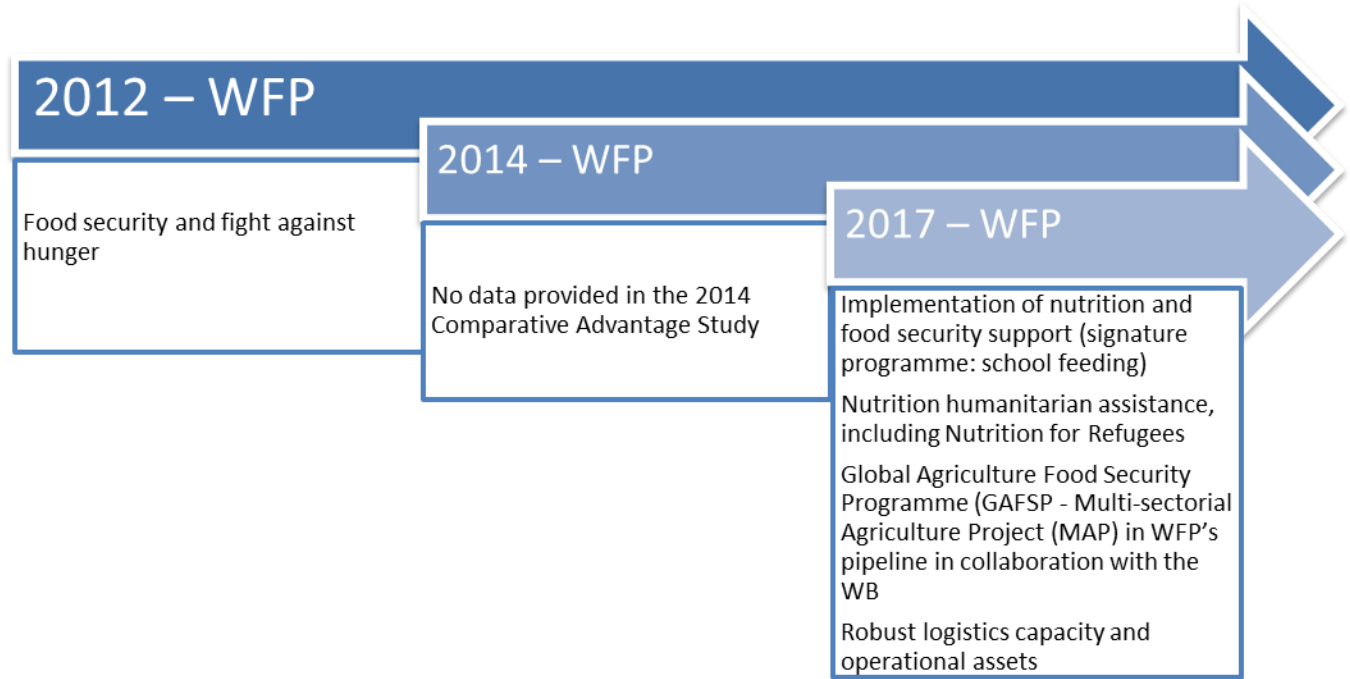 2012 – WFP
Food security and fight against
hunger
2014 – WFP
No data provided in the 2014
Comparative Advantage Study
2017 – WFP
Implementation of nutrition and
food security support (signature
programme: school feeding)
Nutrition humanitarian assistance,
including Nutrition for Refugees
Global Agriculture Food Security
Programme (GAFSP - Multi-sectorial
Agriculture Project (MAP) in WFP’s
pipeline in collaboration with the
WB
Robust logistics capacity and
operational assets